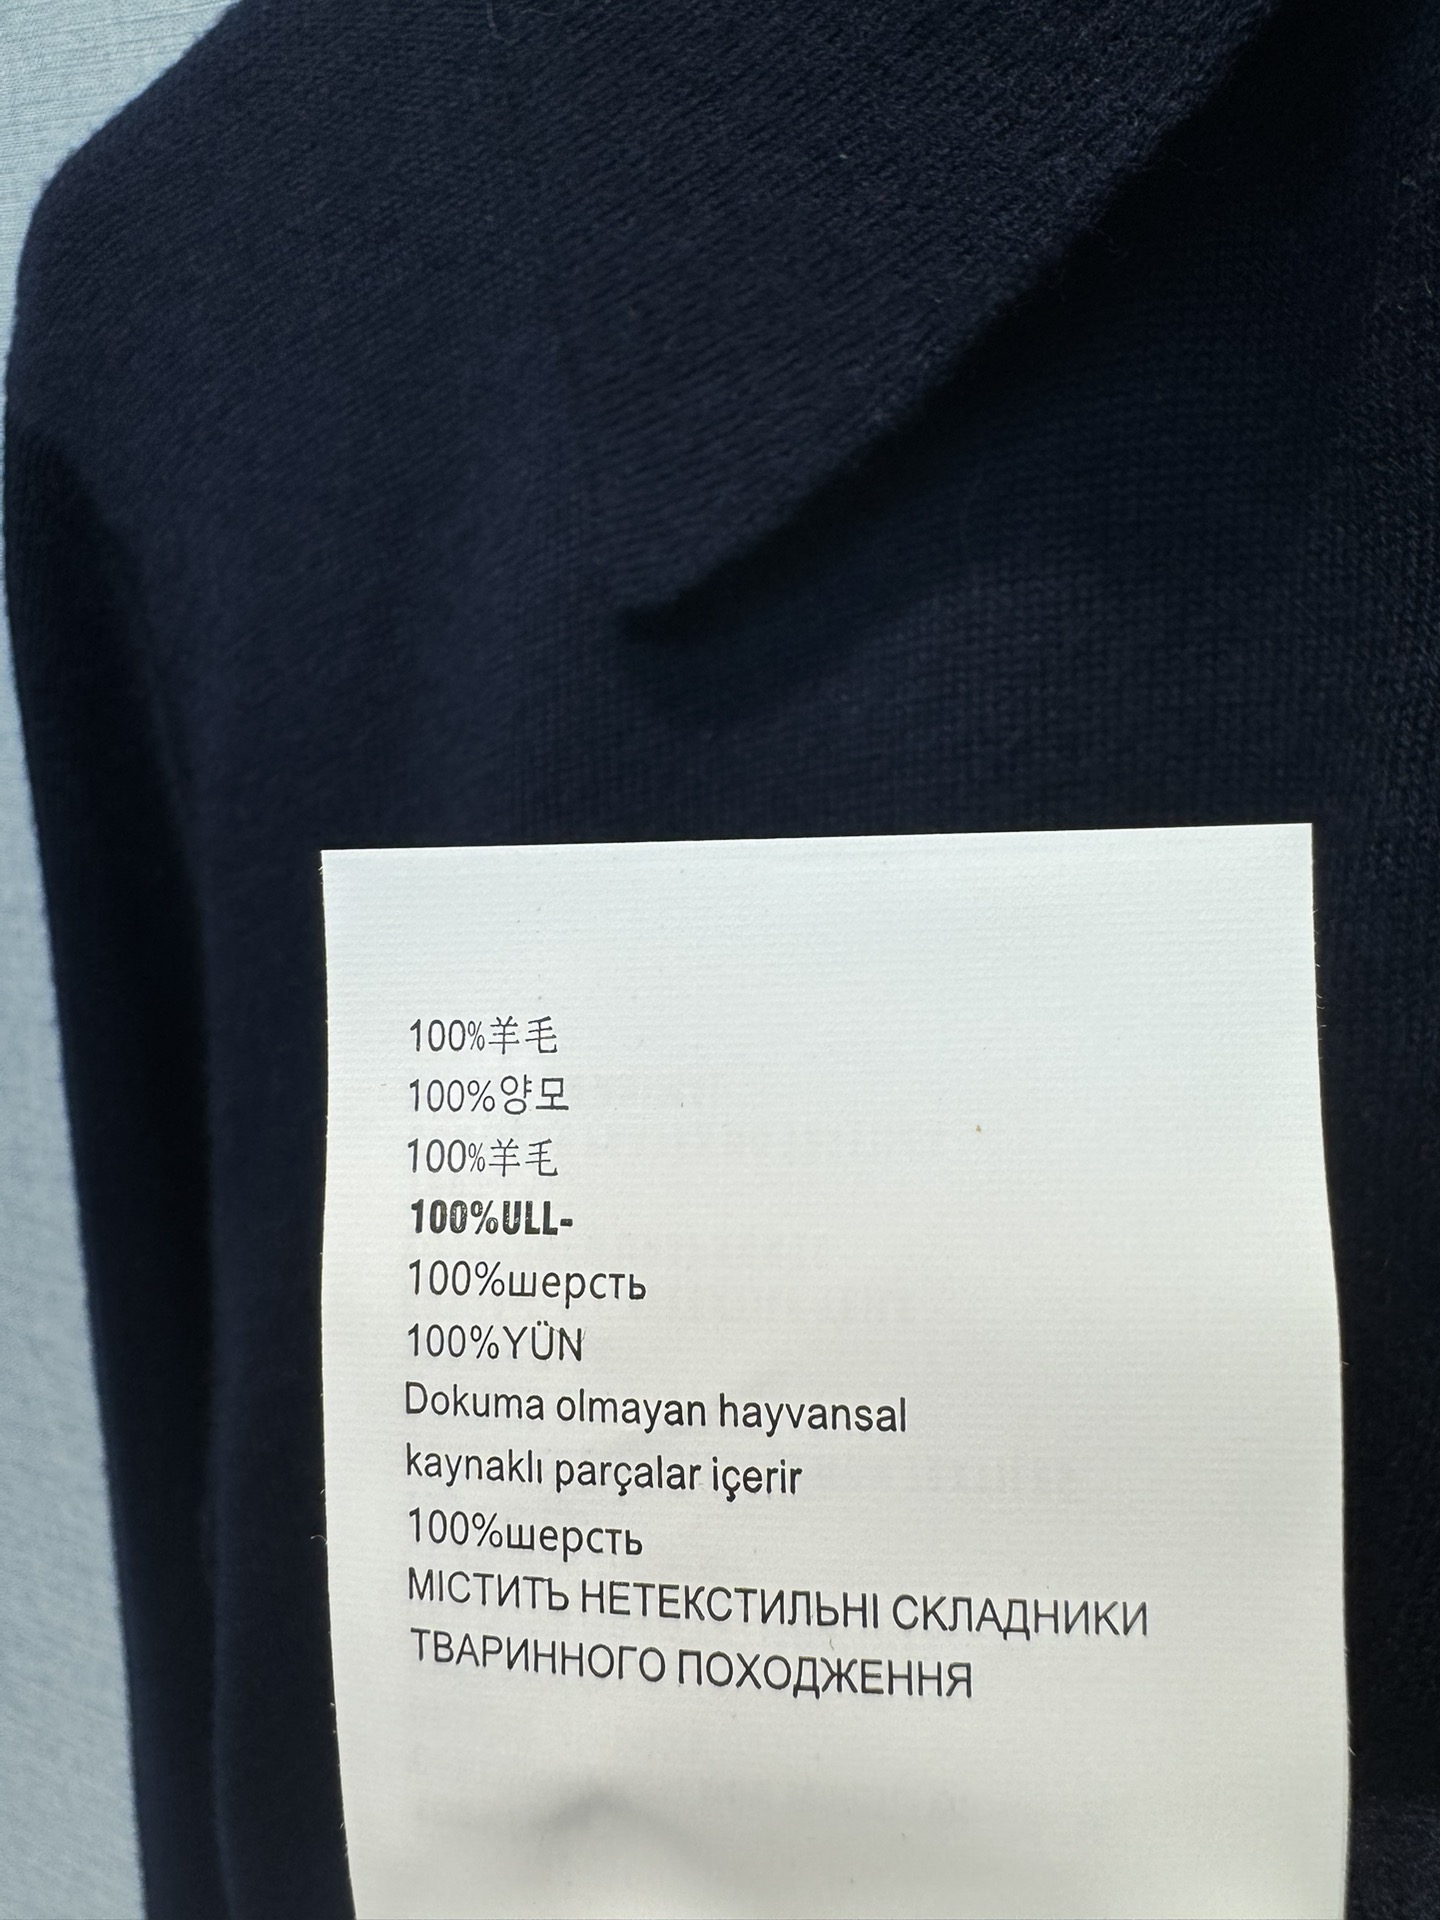 100%羊毛
100%양모
100%羊毛
100%ULL-
100%шерсть
100%YÜN
Dokuma olmayan hayvansal
kaynaklı parçalar içerir
100%шерсть
МІСТИТЬ НЕТЕКСТИЛЬНІ СКЛАДНИКИ
ТВАРИННОГО ПОХОДЖЕННЯ